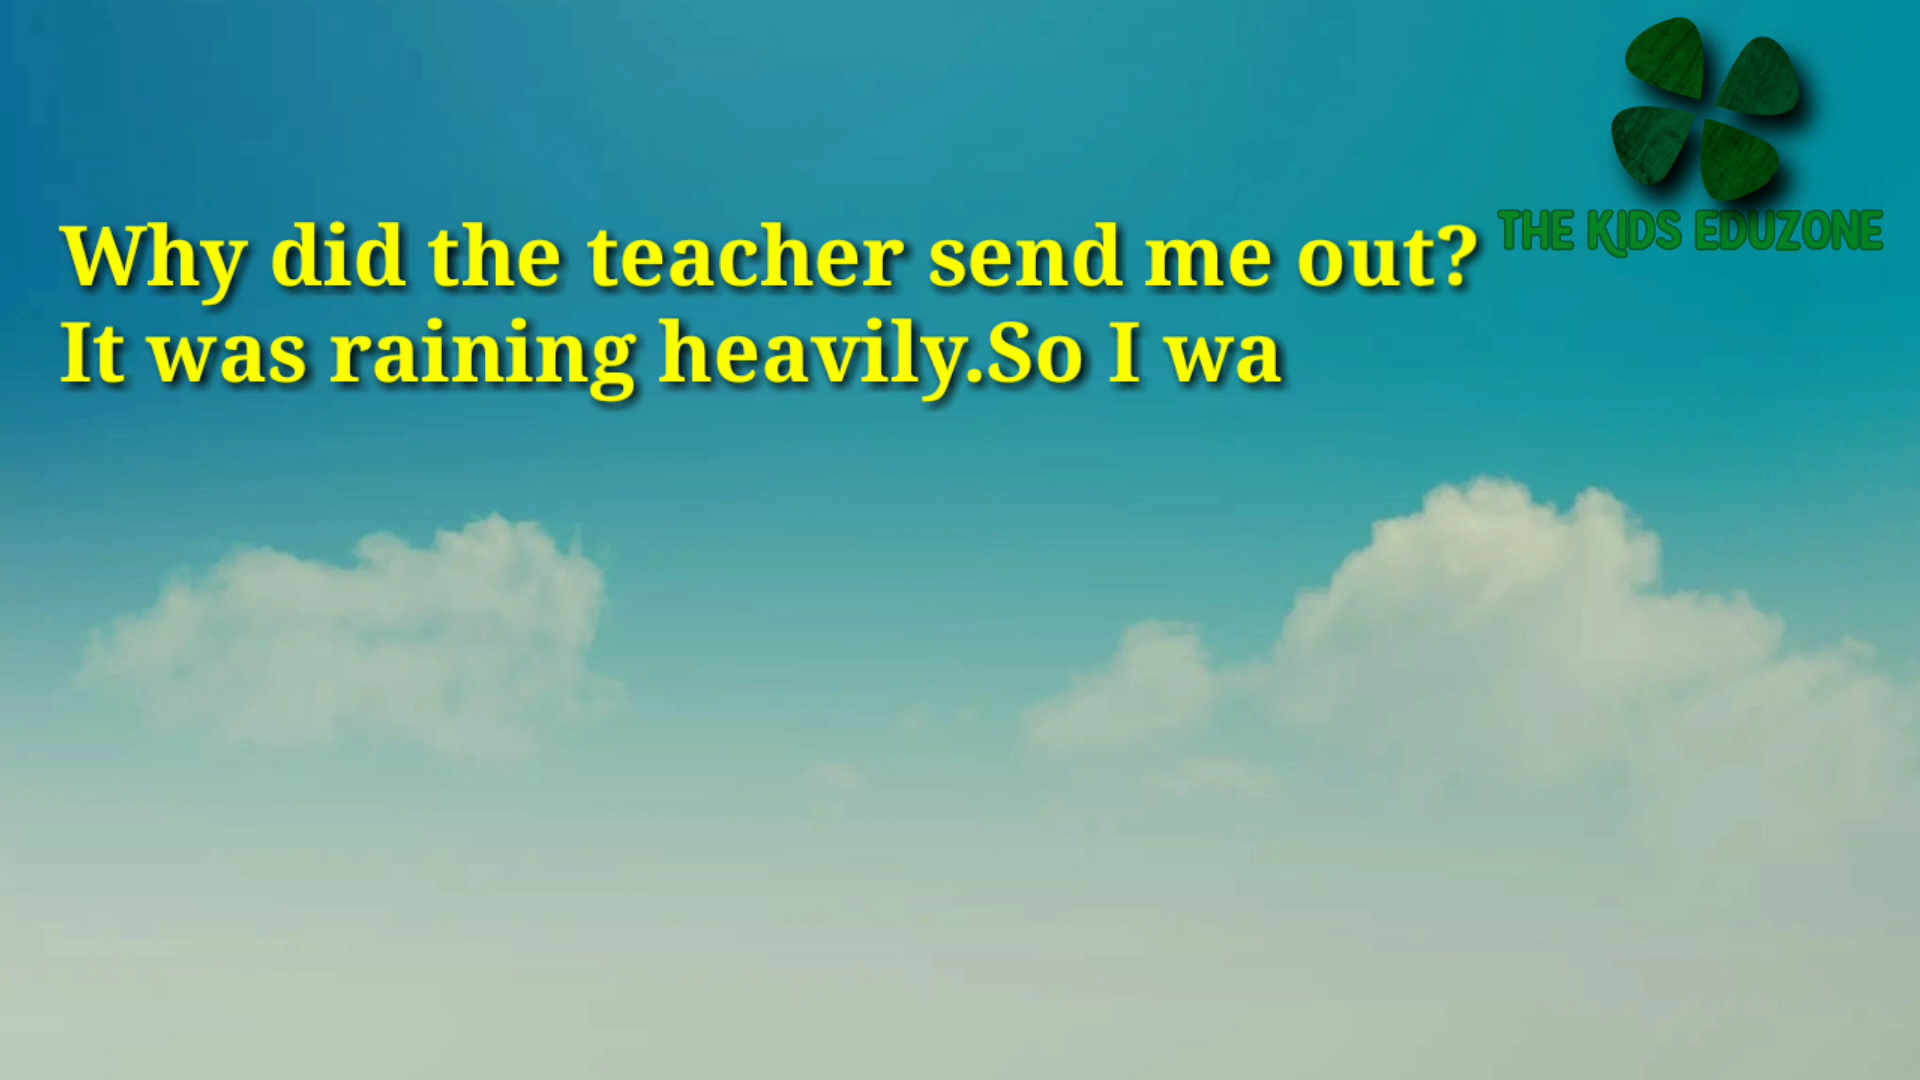 THE KIDS EDUZONE
Why did the teacher send me out?
It was raining heavily.So I wa